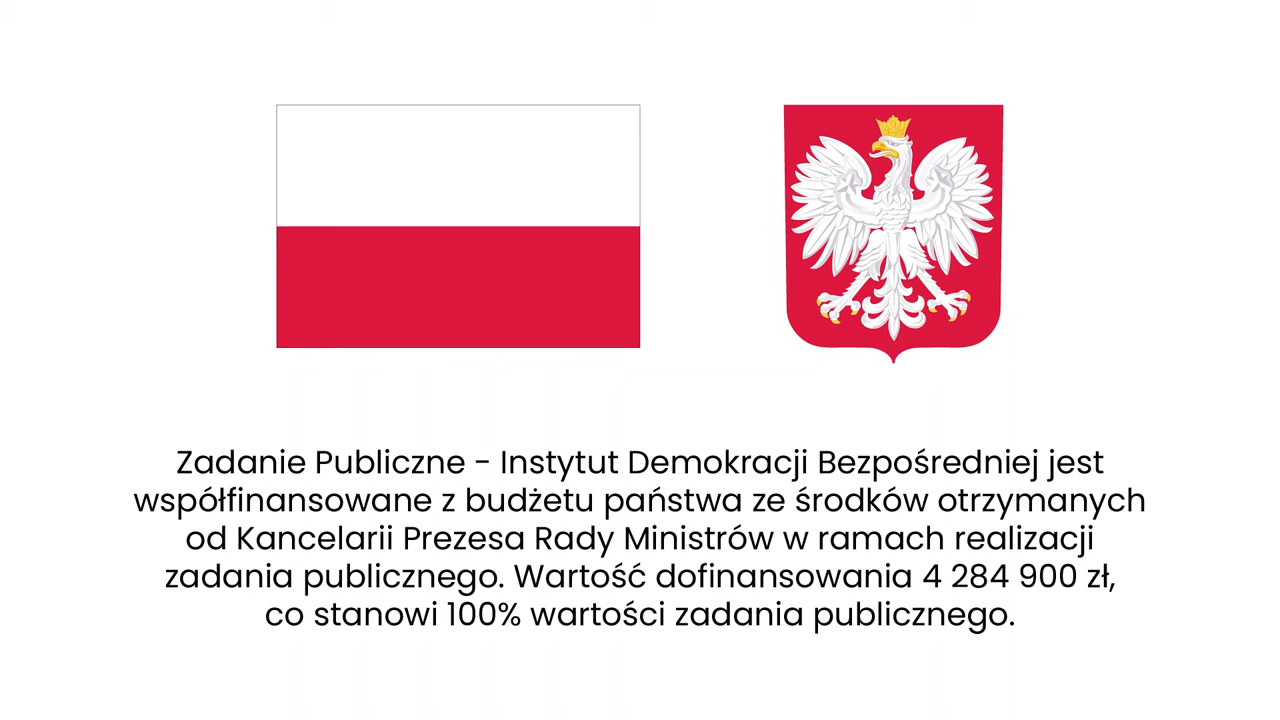 Zadanie Publiczne - Instytut Demokracji Bezpośredniej jest
współfinansowane z budżetu państwa ze środków otrzymanych
od Kancelarii Prezesa Rady Ministrów w ramach realizacji
zadania publicznego. Wartość dofinansowania 4 284 900 zł,
co stanowi 100% wartości zadania publicznego.